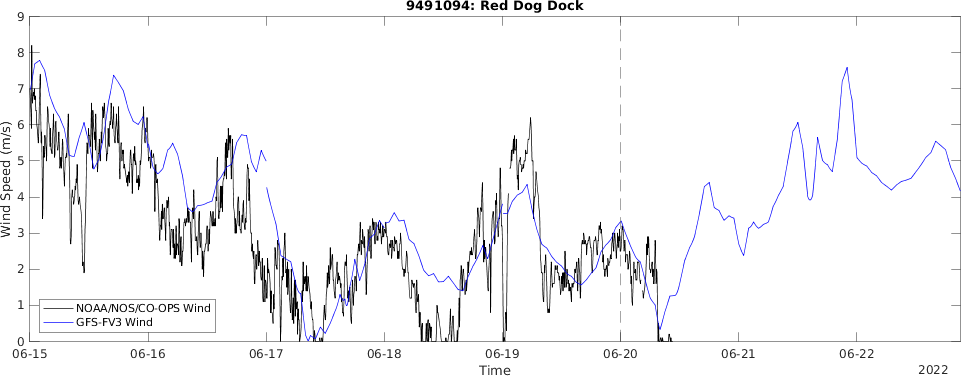 9491094: Red Dog Dock
9
8
7
6
5
4
3
2
1
0
Wind Speed (m/s)
NOAA/NOS/CO-OPS Wind
GFS-FV3 Wind
06-15 06-16 06-17 06-18 06-19 06-20 06-21 06-22
Time
2022